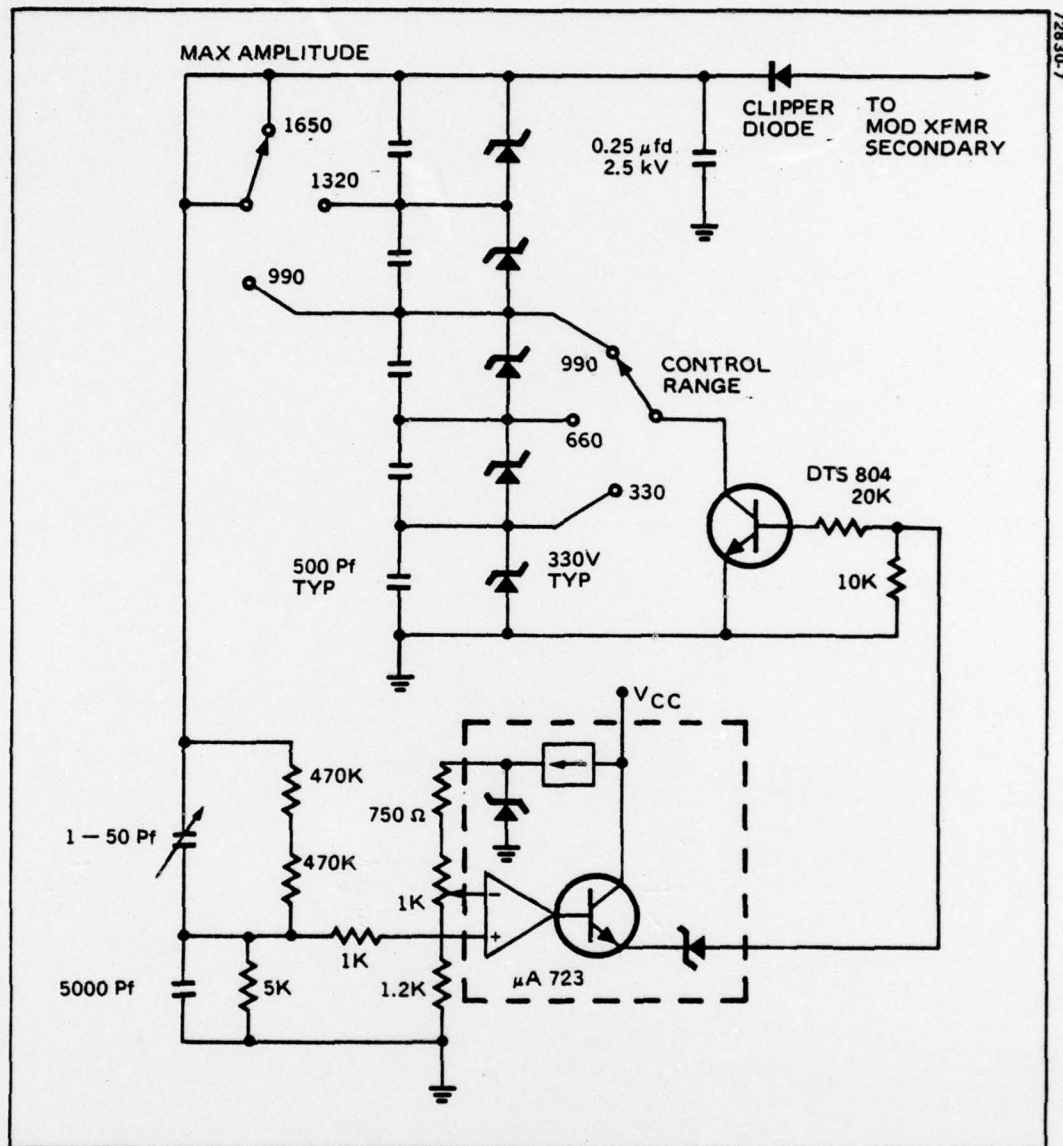 72830-7
MAX AMPLITUDE
1650
1320
990
0.25 µfd
2.5 kV
CLIPPER
DIODE
TO
MOD XFMR
SECONDARY
990
CONTROL
RANGE
660
330
DTS 804
20K
10K
500 Pf
TYP
330V
TYP
VCC
470K
750 Ω
1 — 50 Pf
470K
1K
−
+
1K
5000 Pf
5K
1.2K
µA 723